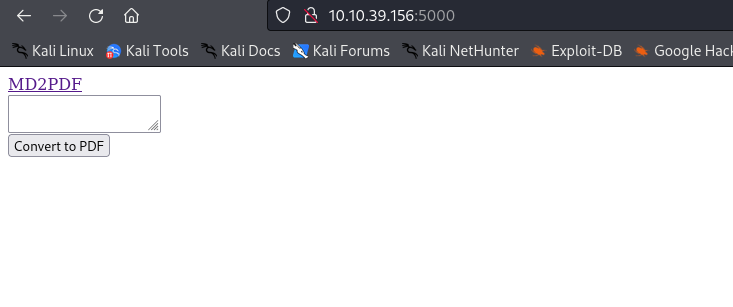 10.10.39.156:5000
Kali Linux Kali Tools Kali Docs Kali Forums Kali NetHunter Exploit-DB Google Hack
MD2PDF
Convert to PDF